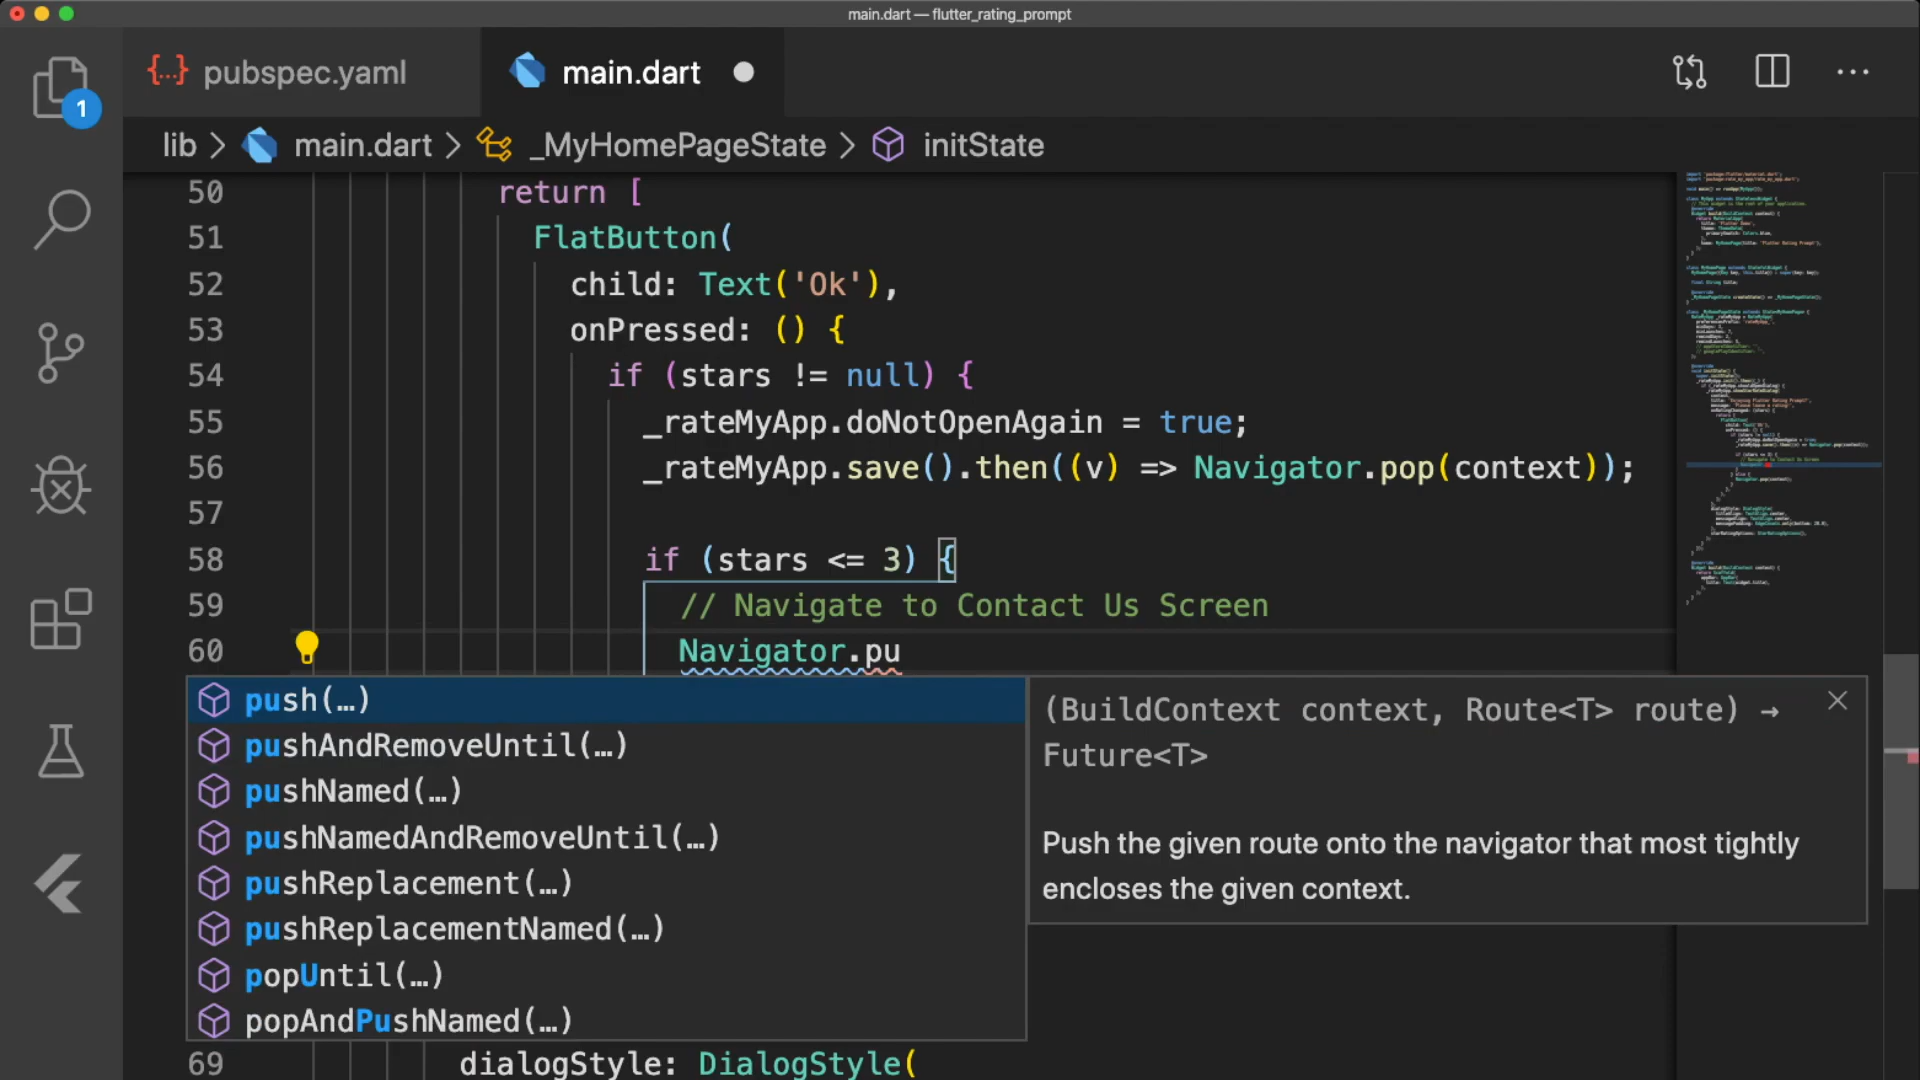 main.dart — flutter_rating_prompt
pubspec.yaml
main.dart
1
lib > main.dart > _MyHomePageState > initState
50 return [
51 FlatButton(
52 child: Text('Ok'),
53 onPressed: () {
54 if (stars != null) {
55 _rateMyApp.doNotOpenAgain = true;
56 _rateMyApp.save().then((v) => Navigator.pop(context));
57
58 if (stars <= 3) {
59 // Navigate to Contact Us Screen
60 Navigator.pu
push(…)
pushAndRemoveUntil(…)
pushNamed(…)
pushNamedAndRemoveUntil(…)
pushReplacement(…)
pushReplacementNamed(…)
popUntil(…)
popAndPushNamed(…)
(BuildContext context, Route<T> route) →
Future<T>
Push the given route onto the navigator that most tightly
encloses the given context.
69 dialogStyle: DialogStyle(